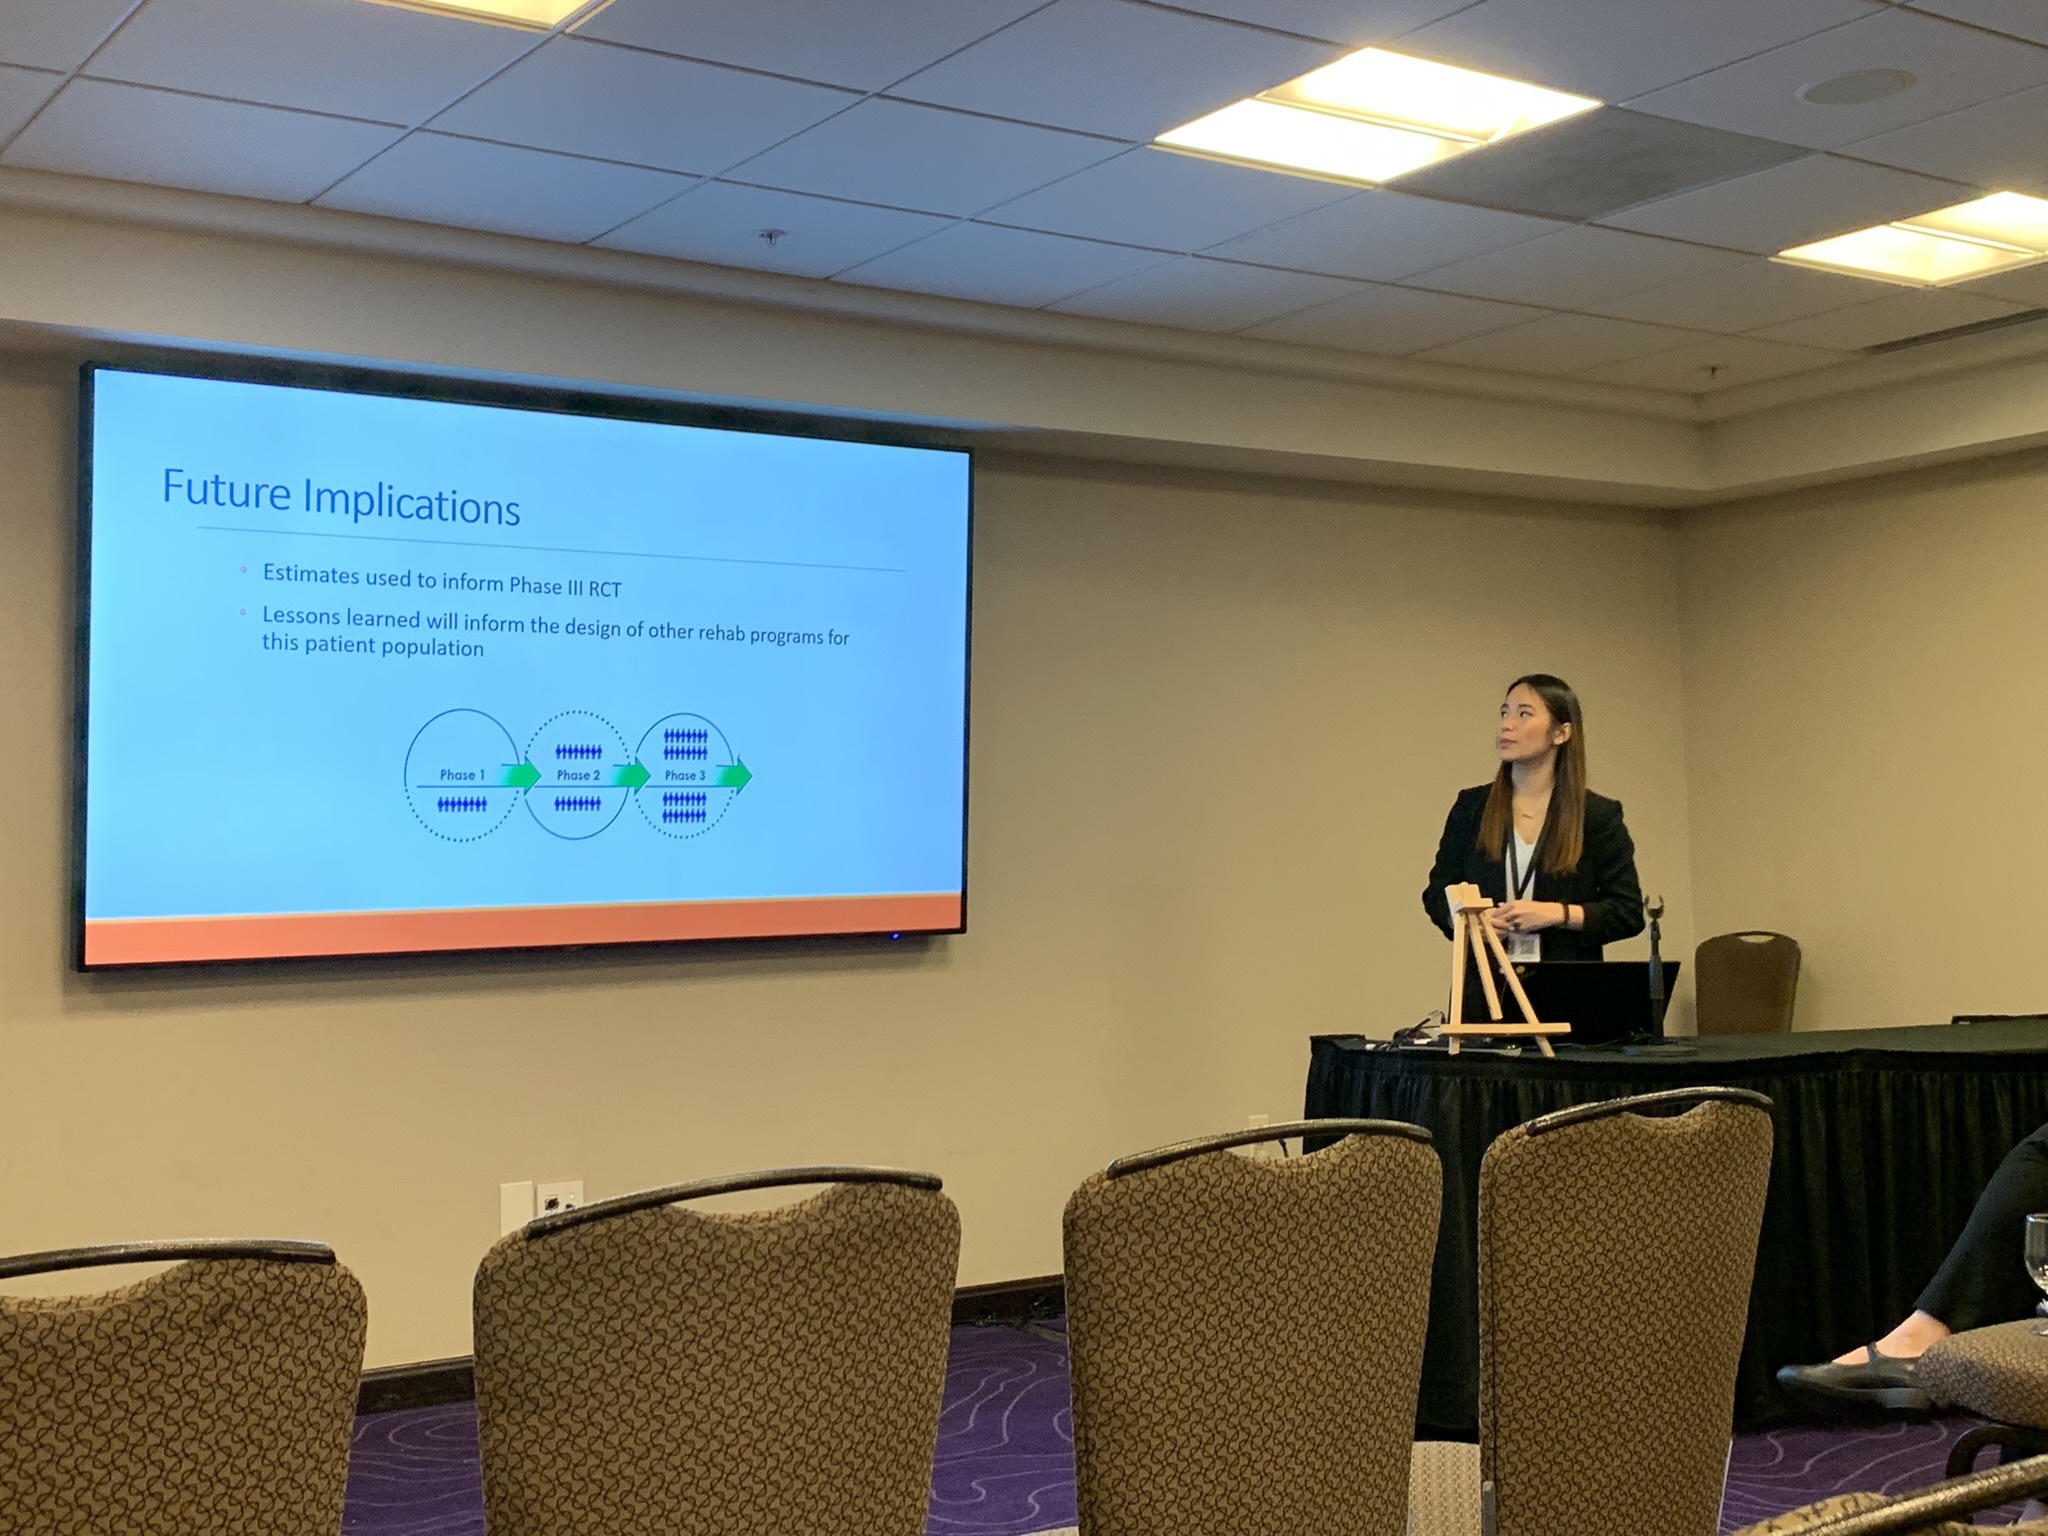 Future Implications
Estimates used to inform Phase III RCT
Lessons learned will inform the design of other rehab programs for
this patient population
Phase 1
Phase 2
Phase 3